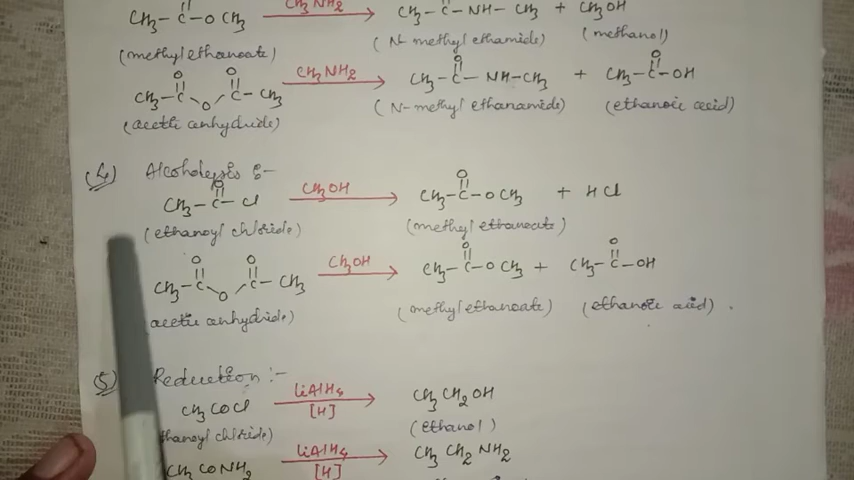 CH3-C-O CH3 CH3NH2 CH3-C-NH-CH3 + CH3OH
(methyl ethanoate) (N-methyl ethamide) (methanol)
O O O O
CH3-C-O-C-CH3 CH3NH2 CH3-C-NH-CH3 + CH3-C-OH
(acetic anhydride) (N-methyl ethanamide) (ethanoic acid)
(4) Alcoholysis :-
O O
CH3-C-Cl CH3OH CH3-C-O CH3 + HCl
(ethanoyl chloride) (methyl ethanoate)
O O O O
CH3-C-O-C-CH3 CH3OH CH3-C-O CH3 + CH3-C-OH
acetic anhydride) (methyl ethanoate) (ethanoic acid).
(5) Reduction :-
CH3COCl LiAlH4 [H] CH3CH2OH
thanoyl chloride) (ethanol)
CH3CONH2 LiAlH4 [H] CH3CH2NH2